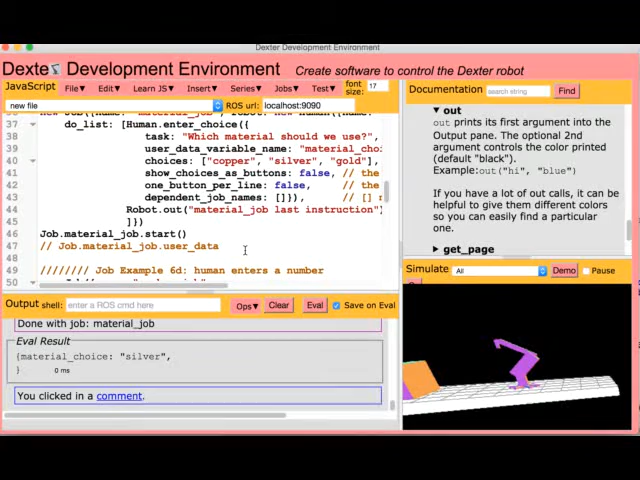 Dexter Development Environment
Dexter Development Environment Create software to control the Dexter robot
JavaScript File▼ Edit▼ Learn JS▼ Insert▼ Series▼ Jobs▼ Test▼ font size: 17
new file ROS url: localhost:9090
36
37 do_list: [Human.enter_choice({
38 task: "Which material should we use?",
39 user_data_variable_name: "material_choi
40 choices: ["copper", "silver", "gold"],
41 show_choices_as_buttons: false, // the
42 one_button_per_line: false, // the
43 dependent_job_names: []}), // [] m
44 Robot.out("material_job last instruction")
45 ]})
46 Job.material_job.start()
47 // Job.material_job.user_data
48
49 //////// Job Example 6d: human enters a number
50
Output shell: enter a ROS cmd here Ops▼ Clear Eval Save on Eval
Done with job: material_job
Eval Result
{material_choice: "silver",
} 0 ms
You clicked in a comment.
Documentation search string Find
▼ out
out prints its first argument into the
Output pane. The optional 2nd
argument controls the color printed
(default "black").
Example: out("hi", "blue")
If you have a lot of out calls, it can be
helpful to give them different colors
so you can easily find a particular
one.
▶ get_page
Simulate All Demo Pause